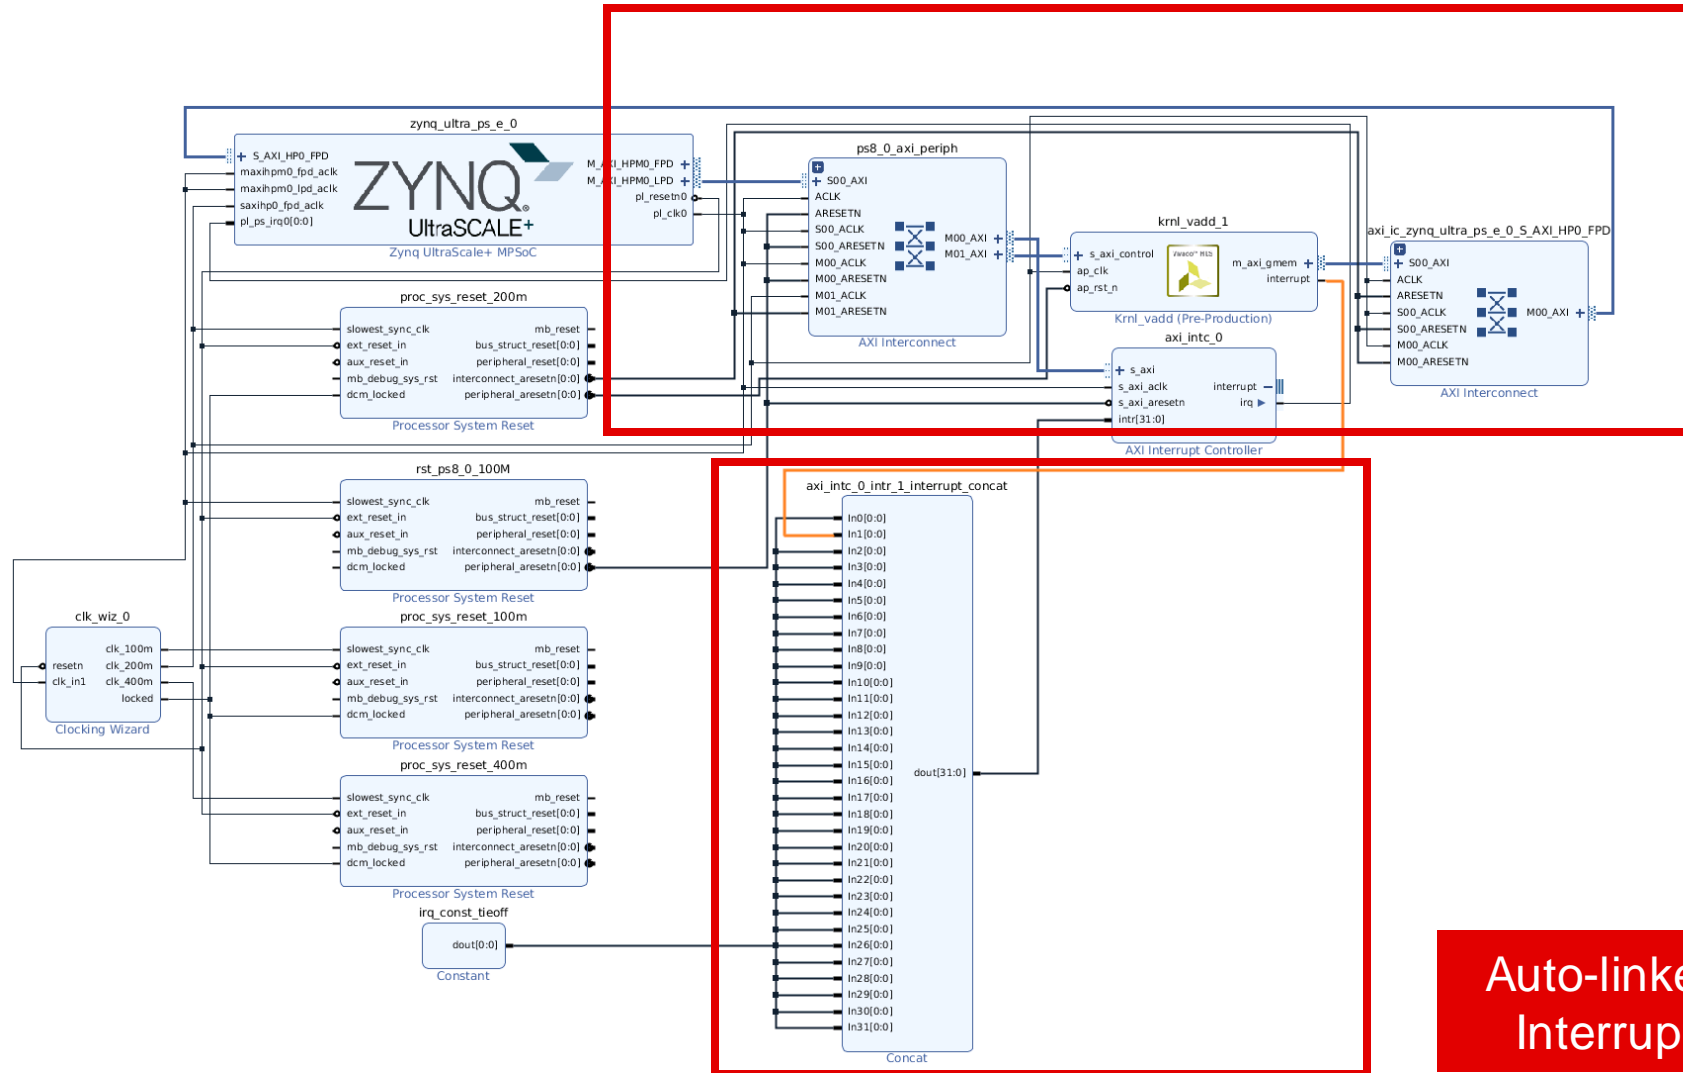 zynq_ultra_ps_e_0
S_AXI_HP0_FPD
maxihpm0_fpd_aclk
maxihpm0_lpd_aclk
saxihp0_fpd_aclk
pl_ps_irq0[0:0]
ZYNQ
UltraSCALE+
M_AXI_HPM0_FPD
M_AXI_HPM0_LPD
pl_resetn0
pl_clk0
Zynq UltraScale+ MPSoC
ps8_0_axi_periph
S00_AXI
ACLK
ARESETN
S00_ACLK
S00_ARESETN
M00_ACLK
M00_ARESETN
M01_ACLK
M01_ARESETN
M00_AXI
M01_AXI
AXI Interconnect
krnl_vadd_1
s_axi_control
ap_clk
ap_rst_n
m_axi_gmem
interrupt
Krnl_vadd (Pre-Production)
axi_ic_zynq_ultra_ps_e_0_S_AXI_HP0_FPD
S00_AXI
ACLK
ARESETN
S00_ACLK
S00_ARESETN
M00_ACLK
M00_ARESETN
M00_AXI
AXI Interconnect
axi_intc_0
s_axi
s_axi_aclk
s_axi_aresetn
intr[31:0]
interrupt
irq
AXI Interrupt Controller
proc_sys_reset_200m
slowest_sync_clk
ext_reset_in
aux_reset_in
mb_debug_sys_rst
dcm_locked
mb_reset
bus_struct_reset[0:0]
peripheral_reset[0:0]
interconnect_aresetn[0:0]
peripheral_aresetn[0:0]
Processor System Reset
rst_ps8_0_100M
slowest_sync_clk
ext_reset_in
aux_reset_in
mb_debug_sys_rst
dcm_locked
mb_reset
bus_struct_reset[0:0]
peripheral_reset[0:0]
interconnect_aresetn[0:0]
peripheral_aresetn[0:0]
Processor System Reset
clk_wiz_0
resetn
clk_in1
clk_100m
clk_200m
clk_400m
locked
Clocking Wizard
proc_sys_reset_100m
slowest_sync_clk
ext_reset_in
aux_reset_in
mb_debug_sys_rst
dcm_locked
mb_reset
bus_struct_reset[0:0]
peripheral_reset[0:0]
interconnect_aresetn[0:0]
peripheral_aresetn[0:0]
Processor System Reset
proc_sys_reset_400m
slowest_sync_clk
ext_reset_in
aux_reset_in
mb_debug_sys_rst
dcm_locked
mb_reset
bus_struct_reset[0:0]
peripheral_reset[0:0]
interconnect_aresetn[0:0]
peripheral_aresetn[0:0]
Processor System Reset
irq_const_tieoff
dout[0:0]
Constant
axi_intc_0_intr_1_interrupt_concat
In0[0:0]
In1[0:0]
In2[0:0]
In3[0:0]
In4[0:0]
In5[0:0]
In6[0:0]
In7[0:0]
In8[0:0]
In9[0:0]
In10[0:0]
In11[0:0]
In12[0:0]
In13[0:0]
In14[0:0]
In15[0:0]
In16[0:0]
In17[0:0]
In18[0:0]
In19[0:0]
In20[0:0]
In21[0:0]
In22[0:0]
In23[0:0]
In24[0:0]
In25[0:0]
In26[0:0]
In27[0:0]
In28[0:0]
In29[0:0]
In30[0:0]
In31[0:0]
dout[31:0]
Concat
Auto-linke
Interrup